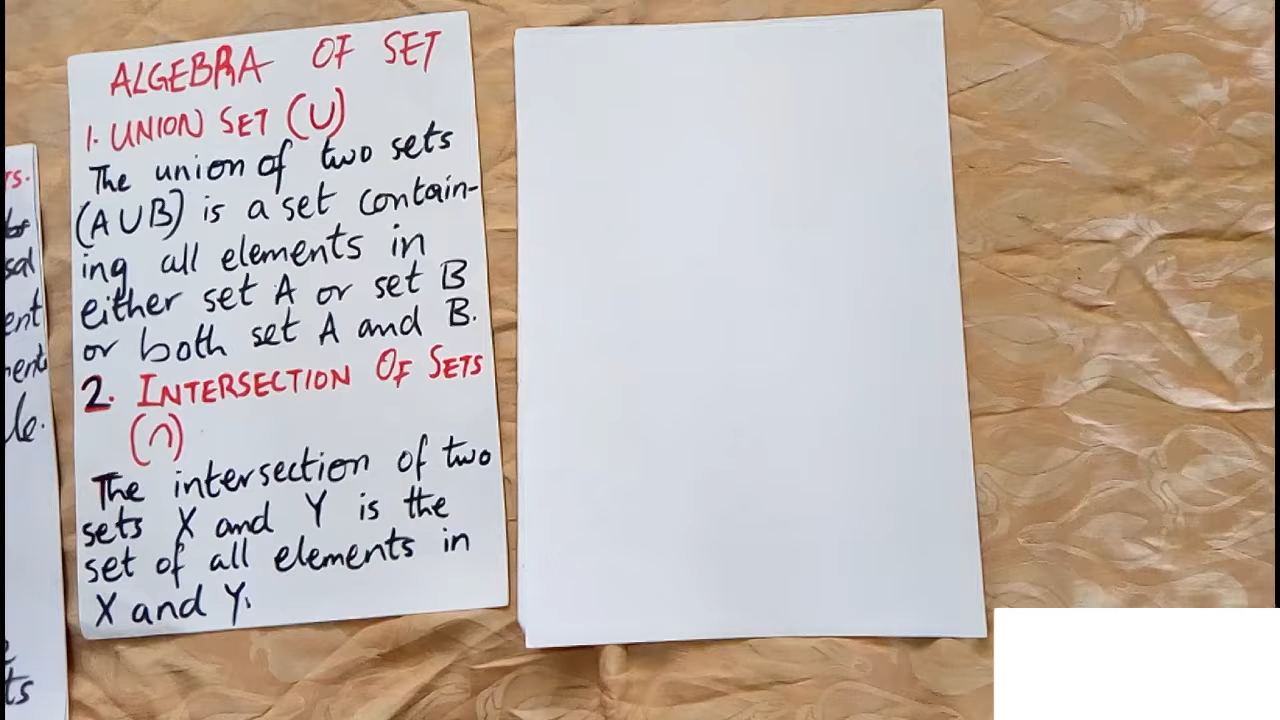 ALGEBRA OF SET
1. UNION SET (U)
The union of two sets
(AUB) is a set contain-
ing all elements in
either set A or set B
or both set A and B.
2. INTERSECTION OF SETS
(∩)
The intersection of two
sets X and Y is the
set of all elements in
X and Y.